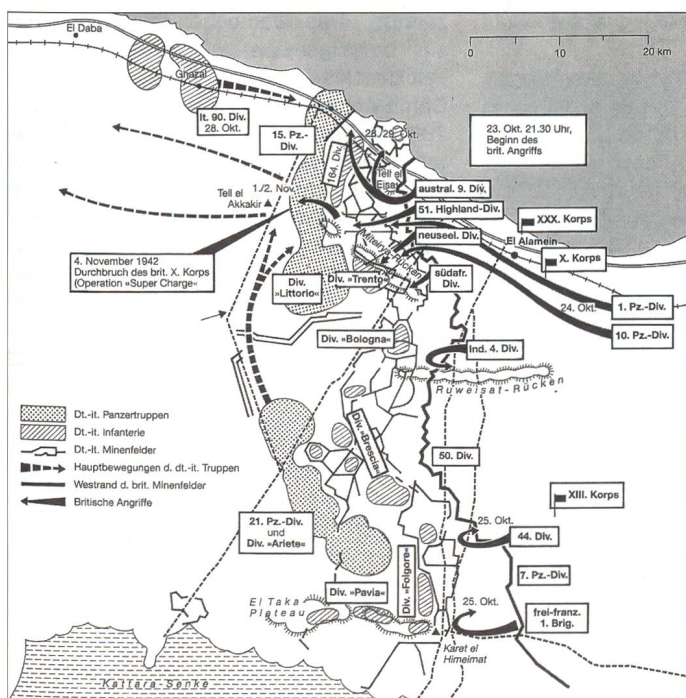 El Daba
0 10 20 km
Ghazal
lt. 90. Div.
28. Okt.
15. Pz.-
Div.
164. Div.
28./29. Okt.
Tell el
Eisa
23. Okt. 21.30 Uhr,
Beginn des
brit. Angriffs
Tell el
Akkakir
1./2. Nov.
austral. 9. Div.
51. Highland-Div.
neuseel. Div.
XXX. Korps
El Alamein
X. Korps
4. November 1942
Durchbruch des brit. X. Korps
(Operation »Super Charge«
Miteirya-Rücken
Div.
»Littorio«
Div. »Trento«
südafr.
Div.
24. Okt.
1. Pz.-Div.
10. Pz.-Div.
Div. »Bologna«
ind. 4. Div.
Ruweisat-Rücken
Dt.-it. Panzertruppen
Dt.-it. Infanterie
Dt.-it. Minenfelder
Hauptbewegungen d. dt.-it. Truppen
Westrand d. brit. Minenfelder
Britische Angriffe
Div. »Brescia«
50. Div.
XIII. Korps
21. Pz.-Div.
und
Div. »Ariete«
25. Okt.
44. Div.
7. Pz.-Div.
Div. »Pavia«
Div. »Folgore«
El Taka
Plateau
25. Okt.
frei-franz.
1. Brig.
Karet el
Himeimat
Kattara-Senke